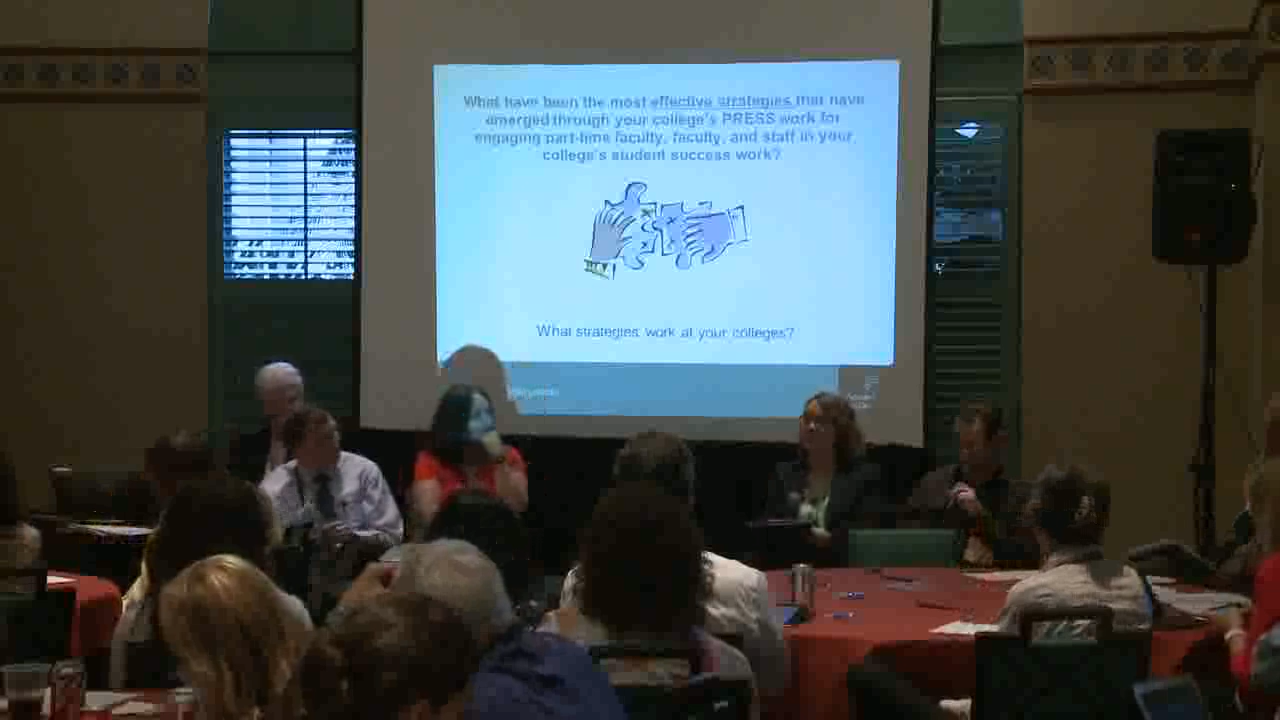 What have been the most effective strategies that have
emerged through your college's PRESS work for
engaging part-time faculty, faculty, and staff in your
college's student success work?
What strategies work at your colleges?